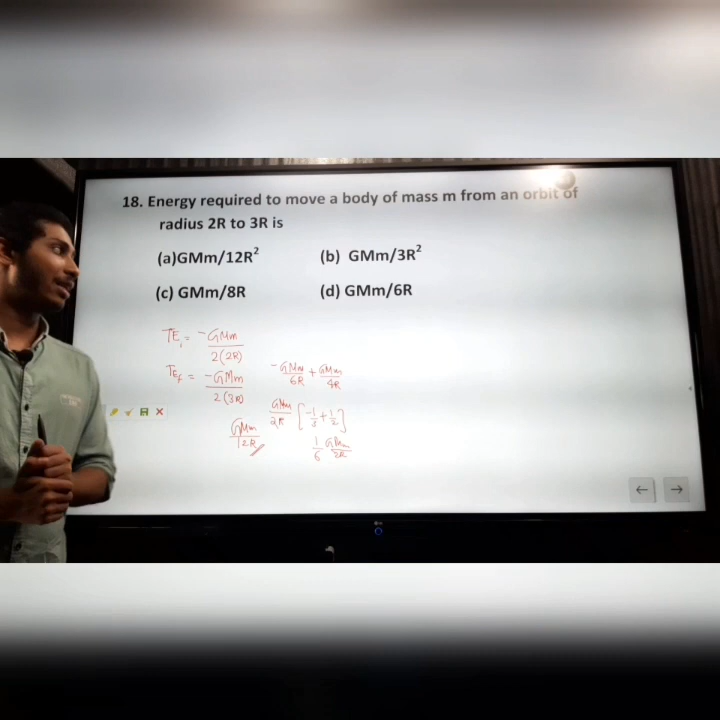 18. Energy required to move a body of mass m from an orbit of
radius 2R to 3R is
(a)GMm/12R² (b) GMm/3R²
(c) GMm/8R (d) GMm/6R
TEᵢ = -GMm/2(2R)
TE_f = -GMm/2(3R)
-GMm/6R + GMm/4R
GMm/2R [-1/3 + 1/2]
1/6 GMm/2R
GMm/12R